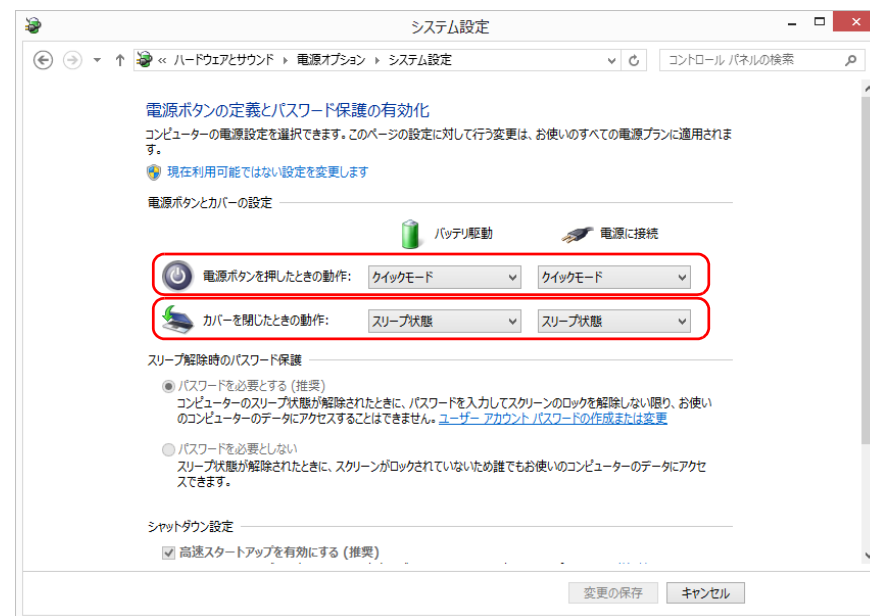 システム設定
« ハードウェアとサウンド ▸ 電源オプション ▸ システム設定
コントロール パネルの検索
電源ボタンの定義とパスワード保護の有効化
コンピューターの電源設定を選択できます。このページの設定に対して行う変更は、お使いのすべての電源プランに適用されま
す。
現在利用可能ではない設定を変更します
電源ボタンとカバーの設定
バッテリ駆動
電源に接続
電源ボタンを押したときの動作: クイックモード クイックモード
カバーを閉じたときの動作: スリープ状態 スリープ状態
スリープ解除時のパスワード保護
パスワードを必要とする (推奨)
コンピューターのスリープ状態が解除されたときに、パスワードを入力してスクリーンのロックを解除しない限り、お使い
のコンピューターのデータにアクセスすることはできません。ユーザー アカウント パスワードの作成または変更
パスワードを必要としない
スリープ状態が解除されたときに、スクリーンがロックされていないため誰でもお使いのコンピューターのデータにアクセ
スできます。
シャットダウン設定
高速スタートアップを有効にする (推奨)
変更の保存
キャンセル